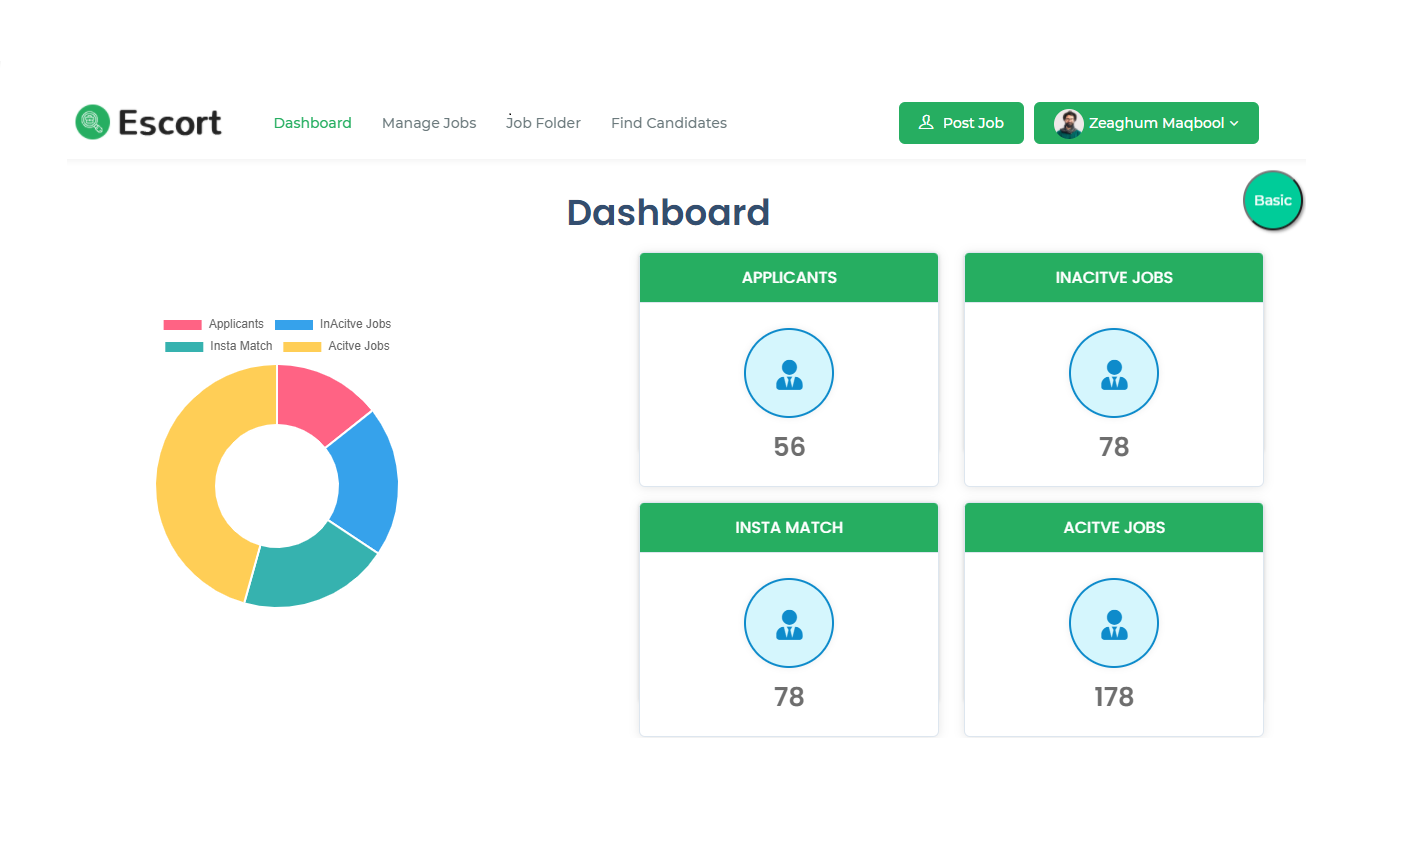 Escort
Dashboard
Manage Jobs
Job Folder
Find Candidates
Post Job
Zeaghum Maqbool
Dashboard
Basic
Applicants
InAcitve Jobs
Insta Match
Acitve Jobs
APPLICANTS
56
INACITVE JOBS
78
INSTA MATCH
78
ACITVE JOBS
178